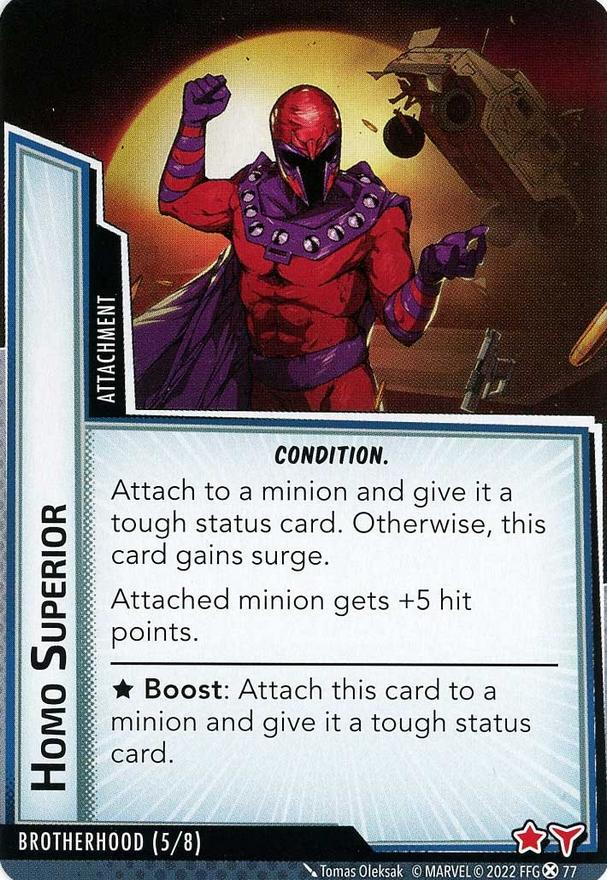 ATTACHMENT
HOMO SUPERIOR
CONDITION.
Attach to a minion and give it a
tough status card. Otherwise, this
card gains surge.
Attached minion gets +5 hit
points.
★ Boost: Attach this card to a
minion and give it a tough status
card.
BROTHERHOOD (5/8)
Tomas Oleksak © MARVEL © 2022 FFG 77